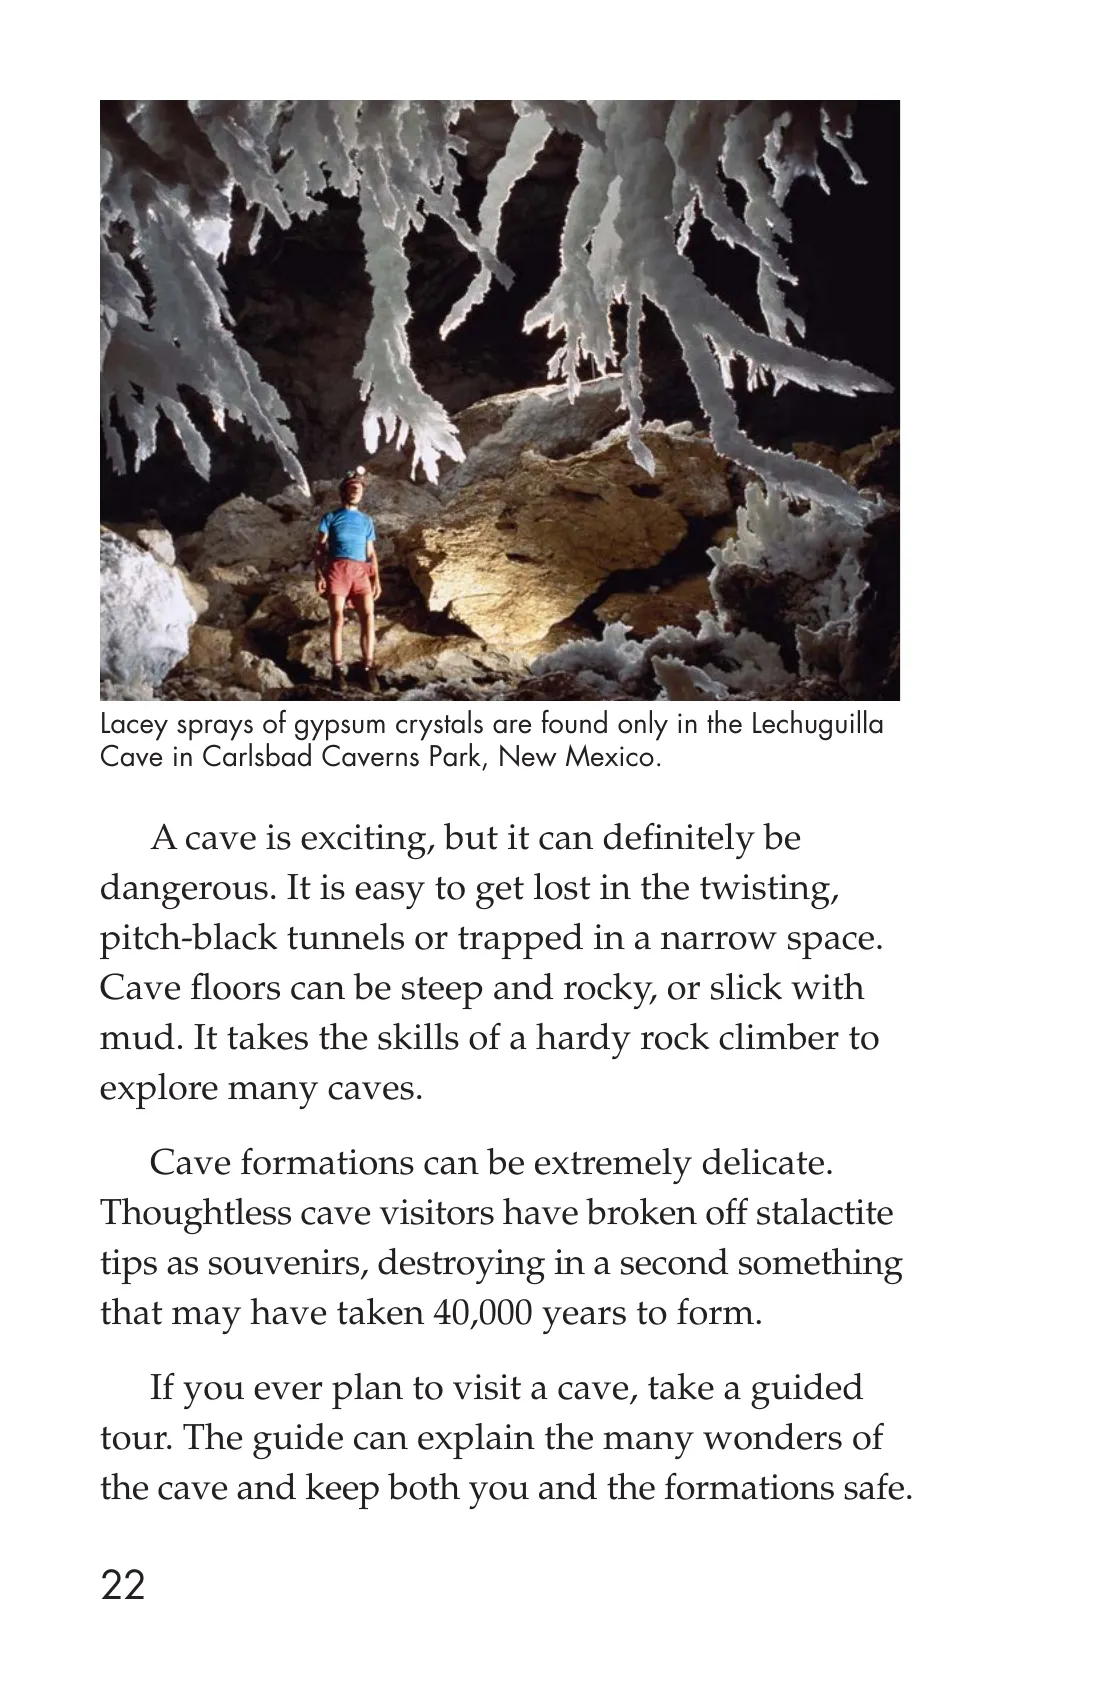 Lacey sprays of gypsum crystals are found only in the Lechuguilla
Cave in Carlsbad Caverns Park, New Mexico.
A cave is exciting, but it can definitely be
dangerous. It is easy to get lost in the twisting,
pitch-black tunnels or trapped in a narrow space.
Cave floors can be steep and rocky, or slick with
mud. It takes the skills of a hardy rock climber to
explore many caves.
Cave formations can be extremely delicate.
Thoughtless cave visitors have broken off stalactite
tips as souvenirs, destroying in a second something
that may have taken 40,000 years to form.
If you ever plan to visit a cave, take a guided
tour. The guide can explain the many wonders of
the cave and keep both you and the formations safe.
22